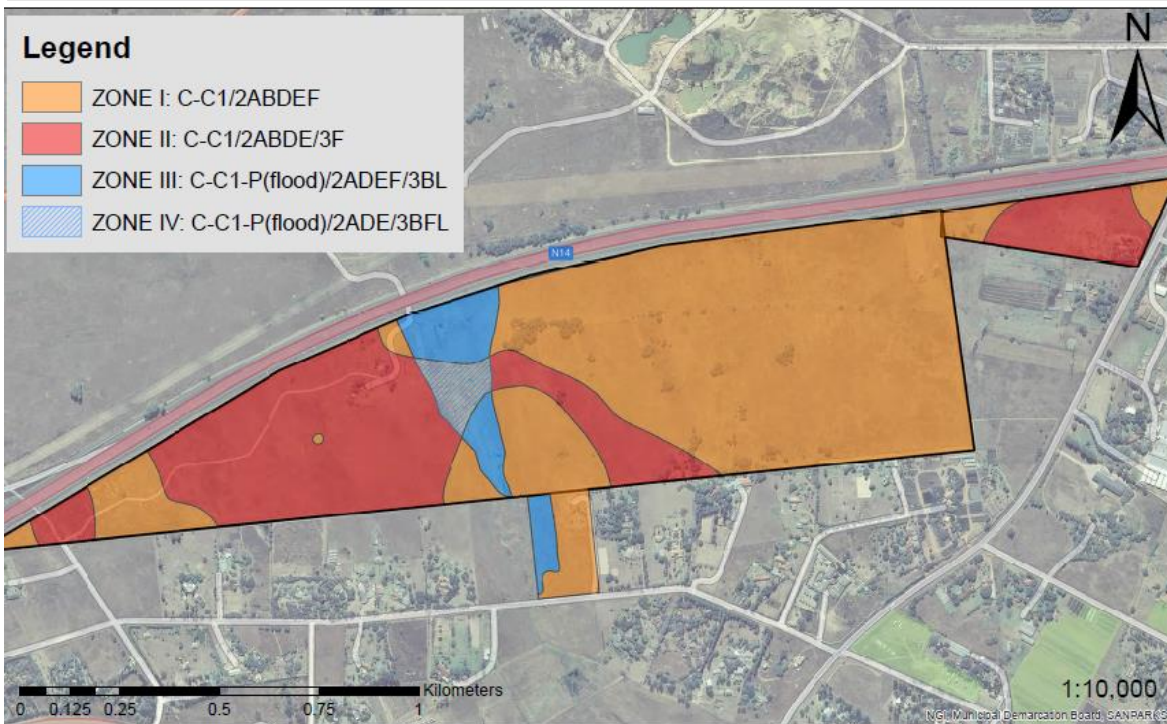 Legend
ZONE I: C-C1/2ABDEF
ZONE II: C-C1/2ABDE/3F
ZONE III: C-C1-P(flood)/2ADEF/3BL
ZONE IV: C-C1-P(flood)/2ADE/3BFL
N
N14
Kilometers
0 0.125 0.25 0.5 0.75 1
1:10,000
NGI, Municipal Demarcation Board, SANPARKS